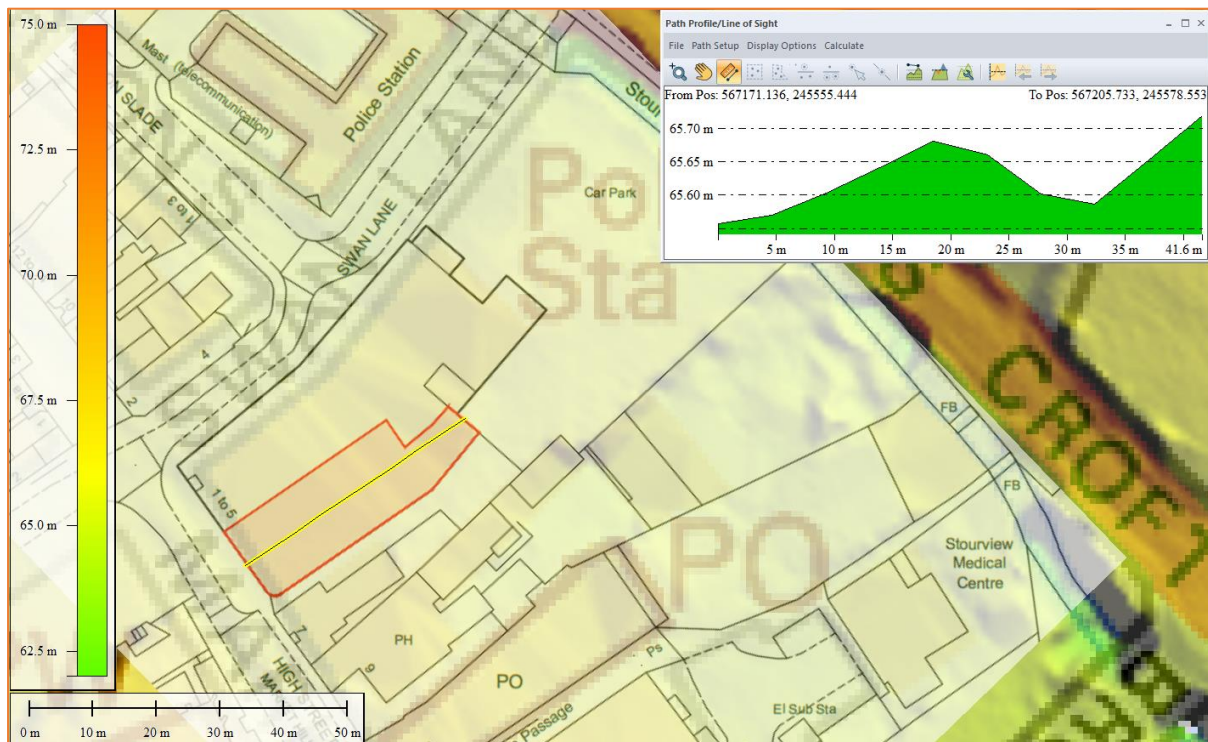 75.0 m
72.5 m
70.0 m
67.5 m
65.0 m
62.5 m
0 m 10 m 20 m 30 m 40 m 50 m
Path Profile/Line of Sight
File Path Setup Display Options Calculate
From Pos: 567171.136, 245555.444 To Pos: 567205.733, 245578.553
65.70 m
65.65 m
65.60 m
5 m 10 m 15 m 20 m 25 m 30 m 35 m 41.6 m
Mast (telecommunication)
Police Station
SLADE
1 to 3
SWAN LANE
Car Park
Po
Sta
4
2
1 to 5
7
9
PH
PO
PO
Ps
Passage
El Sub Sta
FB
FB
Stourview
Medical
Centre
CROFT